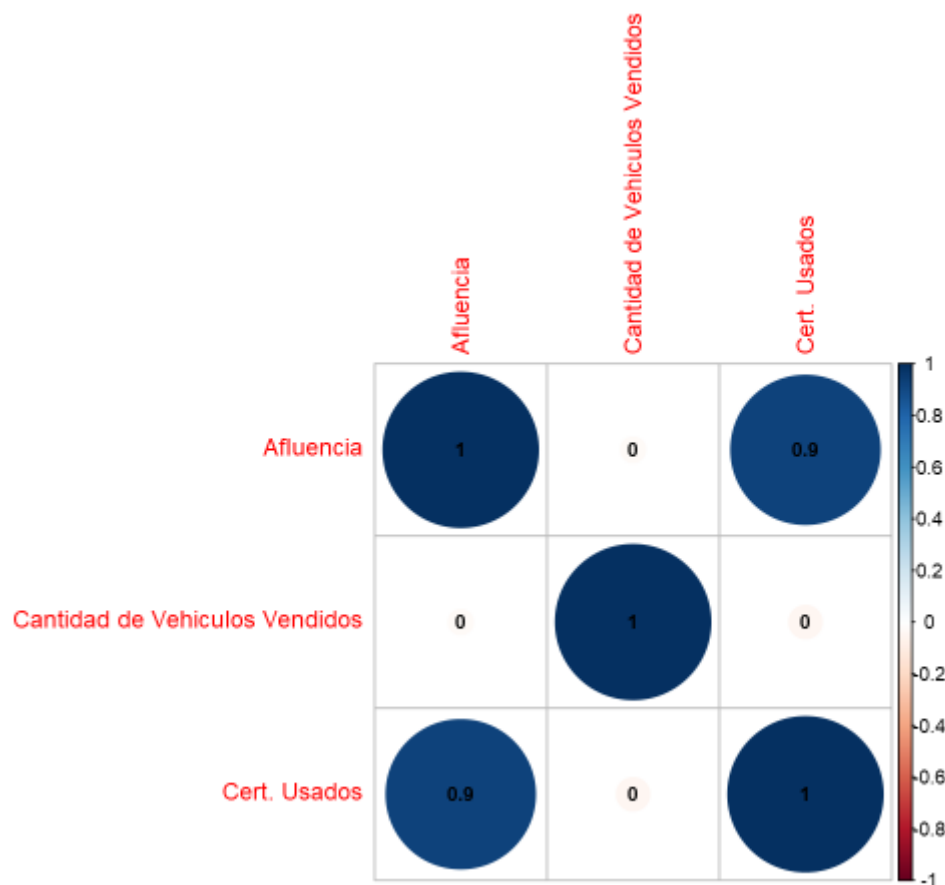 Afluencia
Cantidad de Vehiculos Vendidos
Cert. Usados
Afluencia 1 0 0.9
Cantidad de Vehiculos Vendidos 0 1 0
Cert. Usados 0.9 0 1
1
0.8
0.6
0.4
0.2
0
-0.2
-0.4
-0.6
-0.8
-1